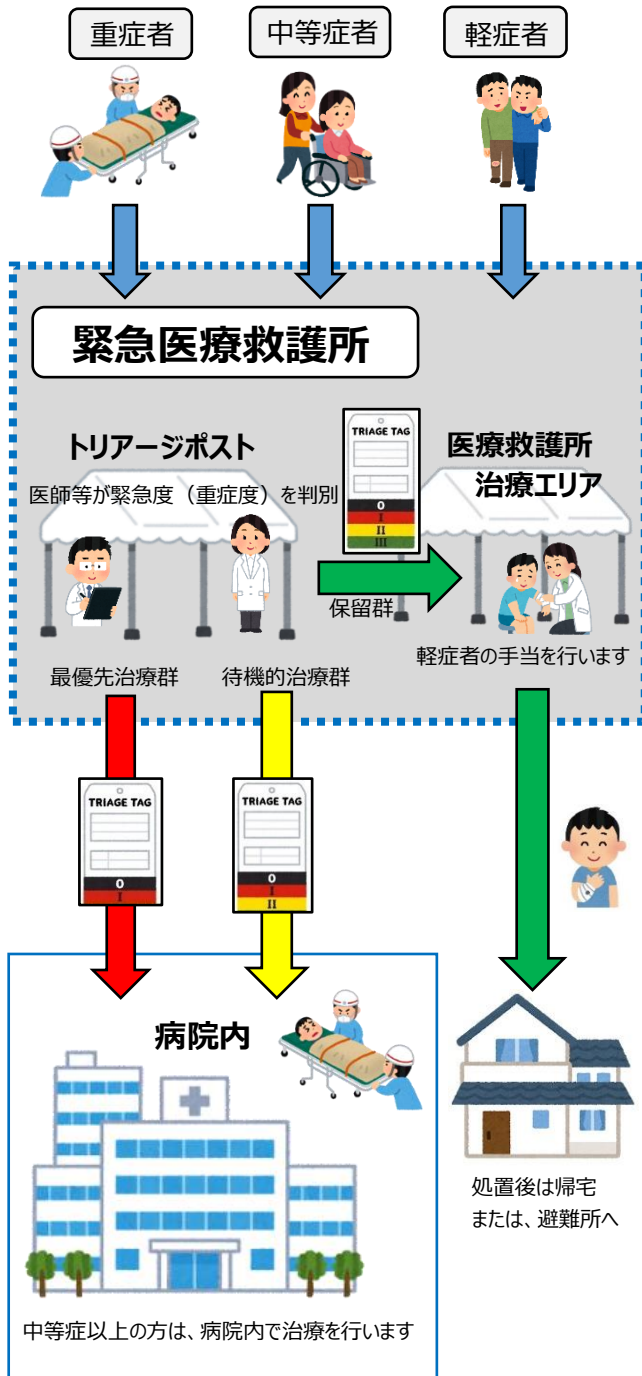 重症者
中等症者
軽症者
緊急医療救護所
トリアージポスト
医師等が緊急度（重症度）を判別
TRIAGE TAG
0
I
II
III
保留群
医療救護所
治療エリア
軽症者の手当を行います
最優先治療群
待機的治療群
TRIAGE TAG
0
I
TRIAGE TAG
0
I
II
病院内
中等症以上の方は、病院内で治療を行います
処置後は帰宅
または、避難所へ